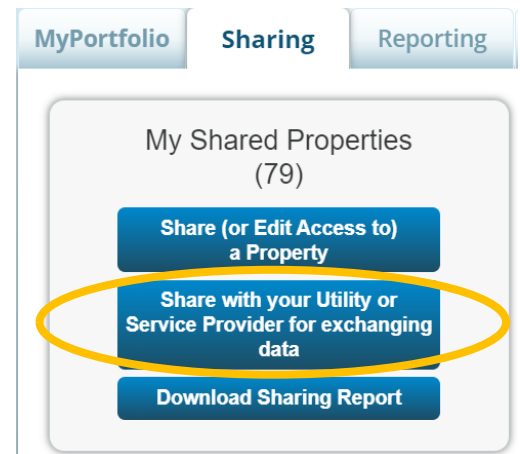 MyPortfolio Sharing Reporting
My Shared Properties
(79)
Share (or Edit Access to)
a Property
Share with your Utility or
Service Provider for exchanging
data
Download Sharing Report